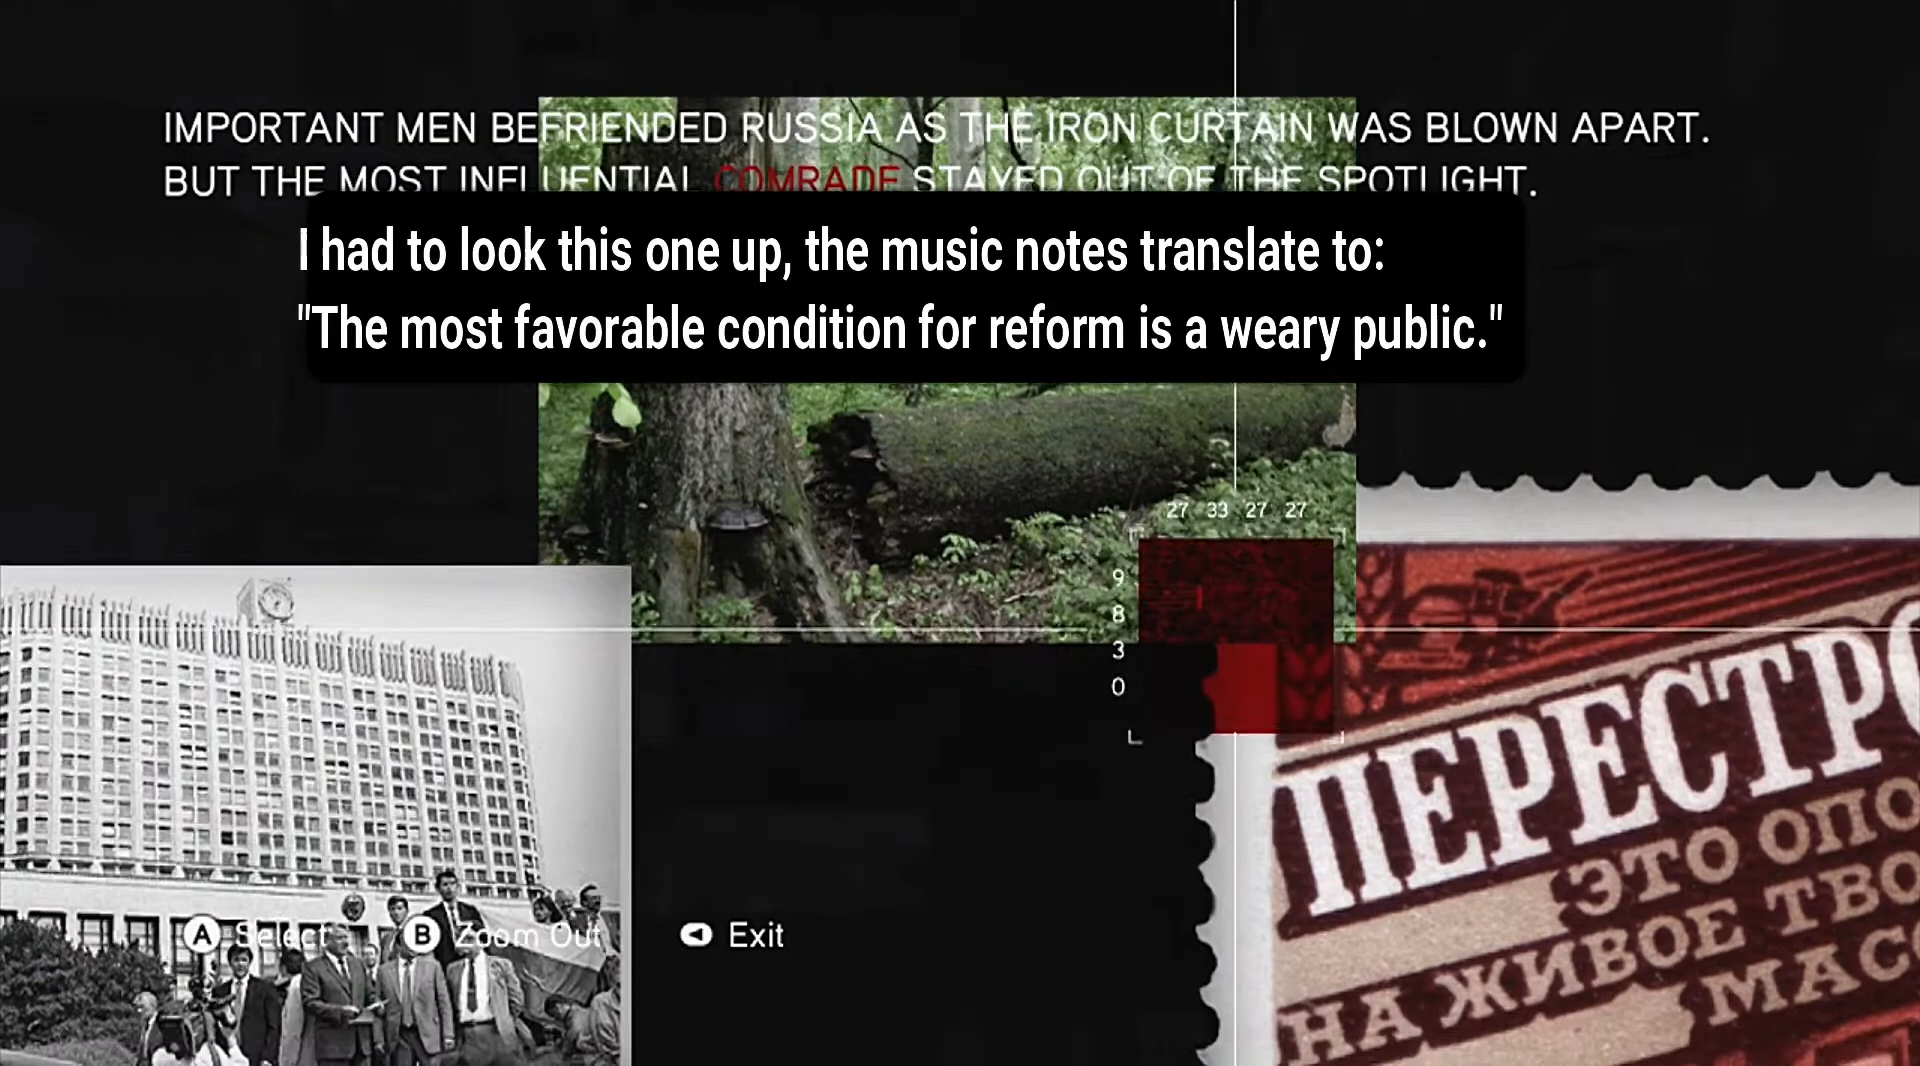 IMPORTANT MEN BEFRIENDED RUSSIA AS THE IRON CURTAIN WAS BLOWN APART.
BUT THE MOST INFLUENTIAL COMRADE STAYED OUT OF THE SPOTLIGHT.
I had to look this one up, the music notes translate to:
"The most favorable condition for reform is a weary public."
27 33 27 27
9
8
3
0
ПЕРЕСТРО
ЭТО ОПО
НА ЖИВОЕ ТВО
МАСС
A Select B Zoom Out Exit